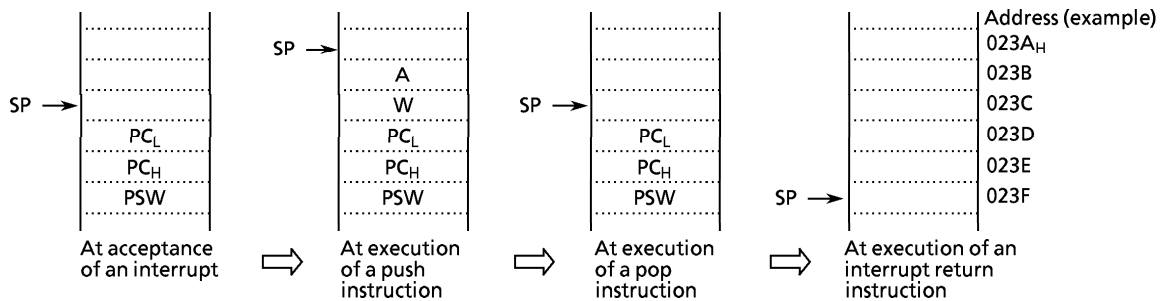 Address (example)
SP
023AH
A
023B
SP
W
SP
023C
PCL
PCL
PCL
023D
PCH
PCH
PCH
023E
PSW
PSW
PSW
SP
023F
At acceptance
of an interrupt
At execution
of a push
instruction
At execution
of a pop
instruction
At execution of an
interrupt return
instruction